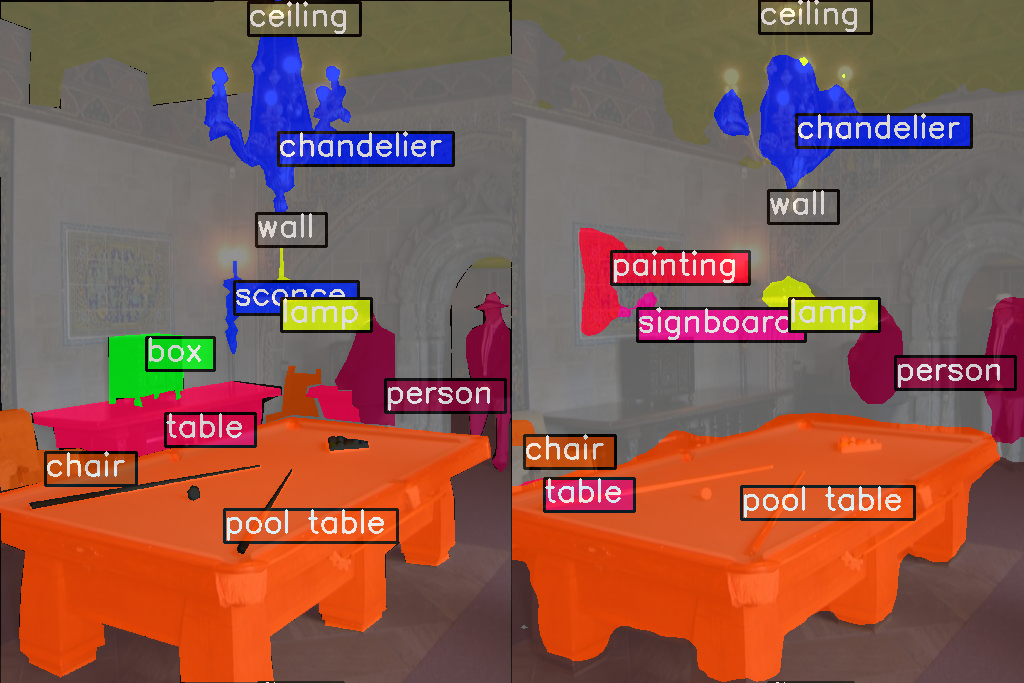 ceiling
chandelier
wall
sconce
lamp
box
person
table
chair
pool table
ceiling
chandelier
wall
painting
signboard
lamp
person
chair
table
pool table